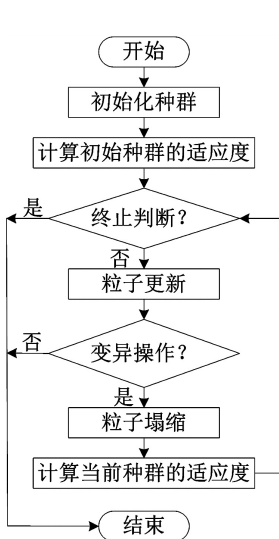 开始
初始化种群
计算初始种群的适应度
终止判断？
是
否
粒子更新
变异操作？
否
是
粒子塌缩
计算当前种群的适应度
结束